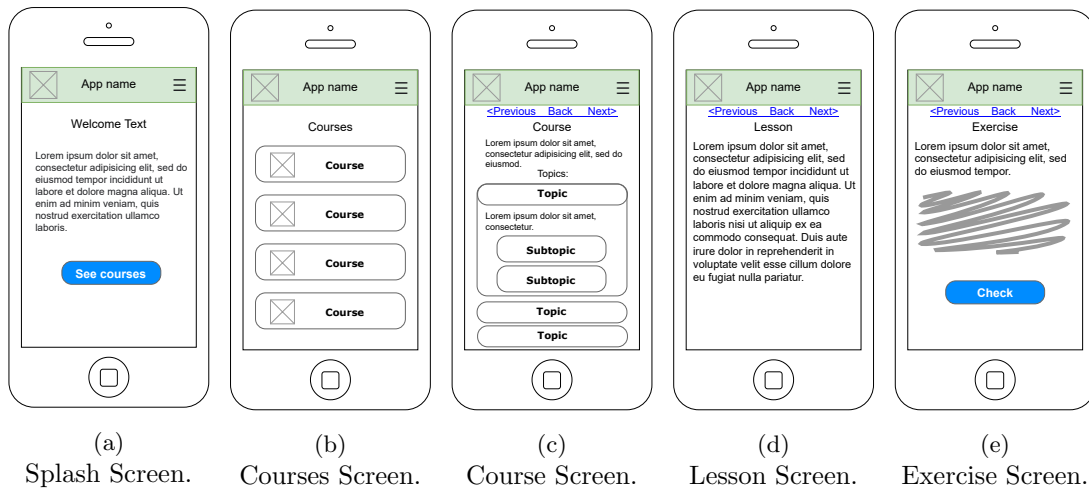 App name
Welcome Text
Lorem ipsum dolor sit amet,
consectetur adipisicing elit, sed do
eiusmod tempor incididunt ut
labore et dolore magna aliqua. Ut
enim ad minim veniam, quis
nostrud exercitation ullamco
laboris.
See courses
(a)
Splash Screen.
App name
Courses
Course
Course
Course
Course
(b)
Courses Screen.
App name
<Previous Back Next>
Course
Lorem ipsum dolor sit amet,
consectetur adipisicing elit, sed do
eiusmod.
Topics:
Topic
Lorem ipsum dolor sit amet,
consectetur.
Subtopic
Subtopic
Topic
Topic
(c)
Course Screen.
App name
<Previous Back Next>
Lesson
Lorem ipsum dolor sit amet,
consectetur adipisicing elit, sed
do eiusmod tempor incididunt ut
labore et dolore magna aliqua. Ut
enim ad minim veniam, quis
nostrud exercitation ullamco
laboris nisi ut aliquip ex ea
commodo consequat. Duis aute
irure dolor in reprehenderit in
voluptate velit esse cillum dolore
eu fugiat nulla pariatur.
(d)
Lesson Screen.
App name
<Previous Back Next>
Exercise
Lorem ipsum dolor sit amet,
consectetur adipisicing elit, sed
do eiusmod tempor.
Check
(e)
Exercise Screen.